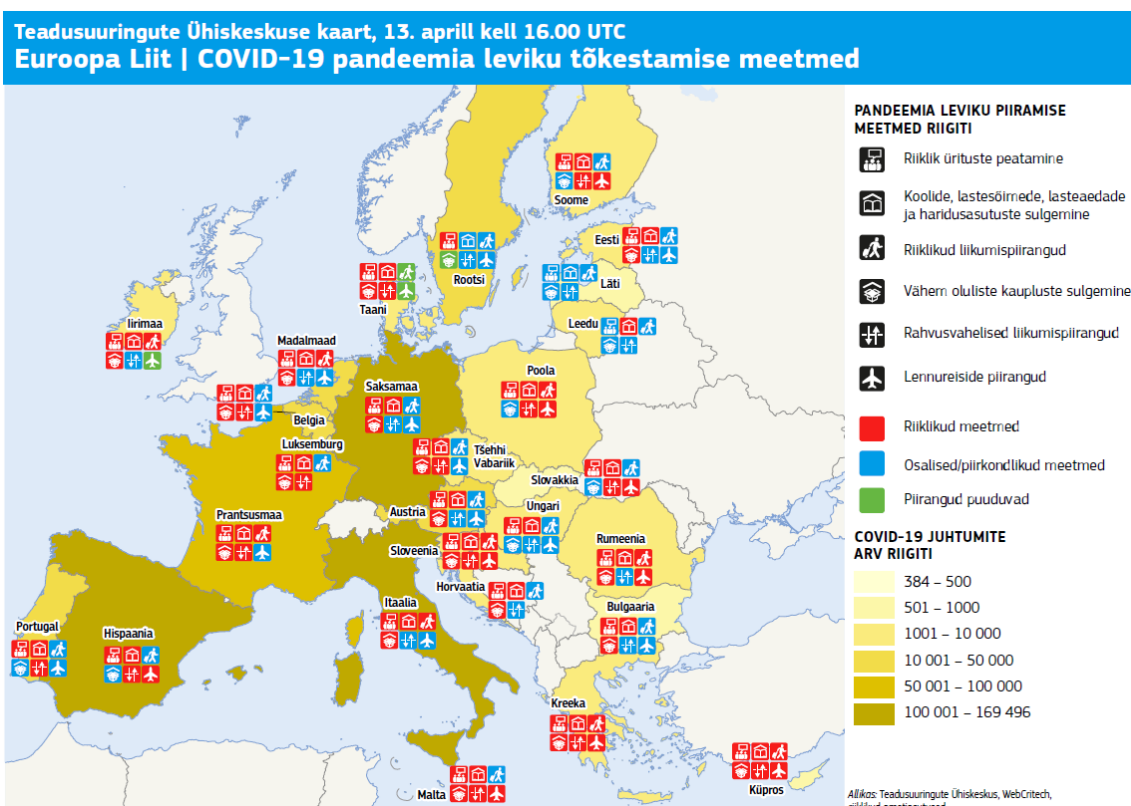 Teadusuuringute Ühiskeskuse kaart, 13. aprill kell 16.00 UTC
Euroopa Liit | COVID-19 pandeemia leviku tõkestamise meetmed
Soome
Eesti
Rootsi
Läti
Taani
Leedu
Iirimaa
Madalmaad
Poola
Saksamaa
Belgia
Luksemburg
Tšehhi
Vabariik
Slovakkia
Austria
Ungari
Prantsusmaa
Rumeenia
Sloveenia
Horvaatia
Itaalia
Bulgaaria
Portugal
Hispaania
Kreeka
Malta
Küpros
PANDEEMIA LEVIKU PIIRAMISE
MEETMED RIIGITI
Riiklik ürituste peatamine
Koolide, lastesõimede, lasteaedade
ja haridusasutuste sulgemine
Riiklikud liikumispiirangud
Vähem oluliste kaupluste sulgemine
Rahvusvahelised liikumispiirangud
Lennureiside piirangud
Riiklikud meetmed
Osalised/piirkondlikud meetmed
Piirangud puuduvad
COVID-19 JUHTUMITE
ARV RIIGITI
384 – 500
501 – 1000
1001 – 10 000
10 001 – 50 000
50 001 – 100 000
100 001 – 169 496
Allikas: Teadusuuringute Ühiskeskus, WebCritech,